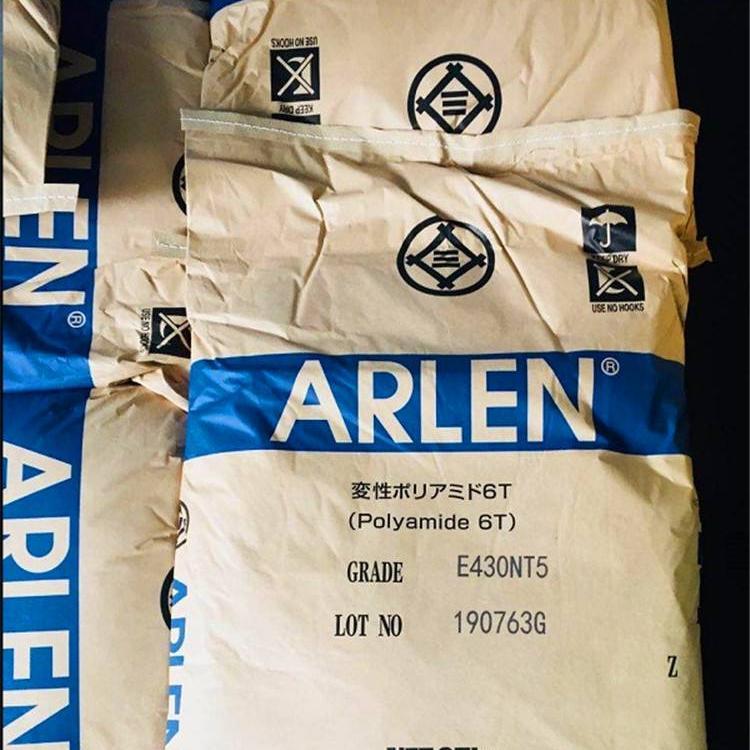 USE NO HOOKS
KEEP DRY
KEEP DRY
USE NO HOOKS
ARLEN®
ARLEN®
ARLEN
変性ポリアミド6T
(Polyamide 6T)
GRADE E430NT5
LOT NO 190763G
Z